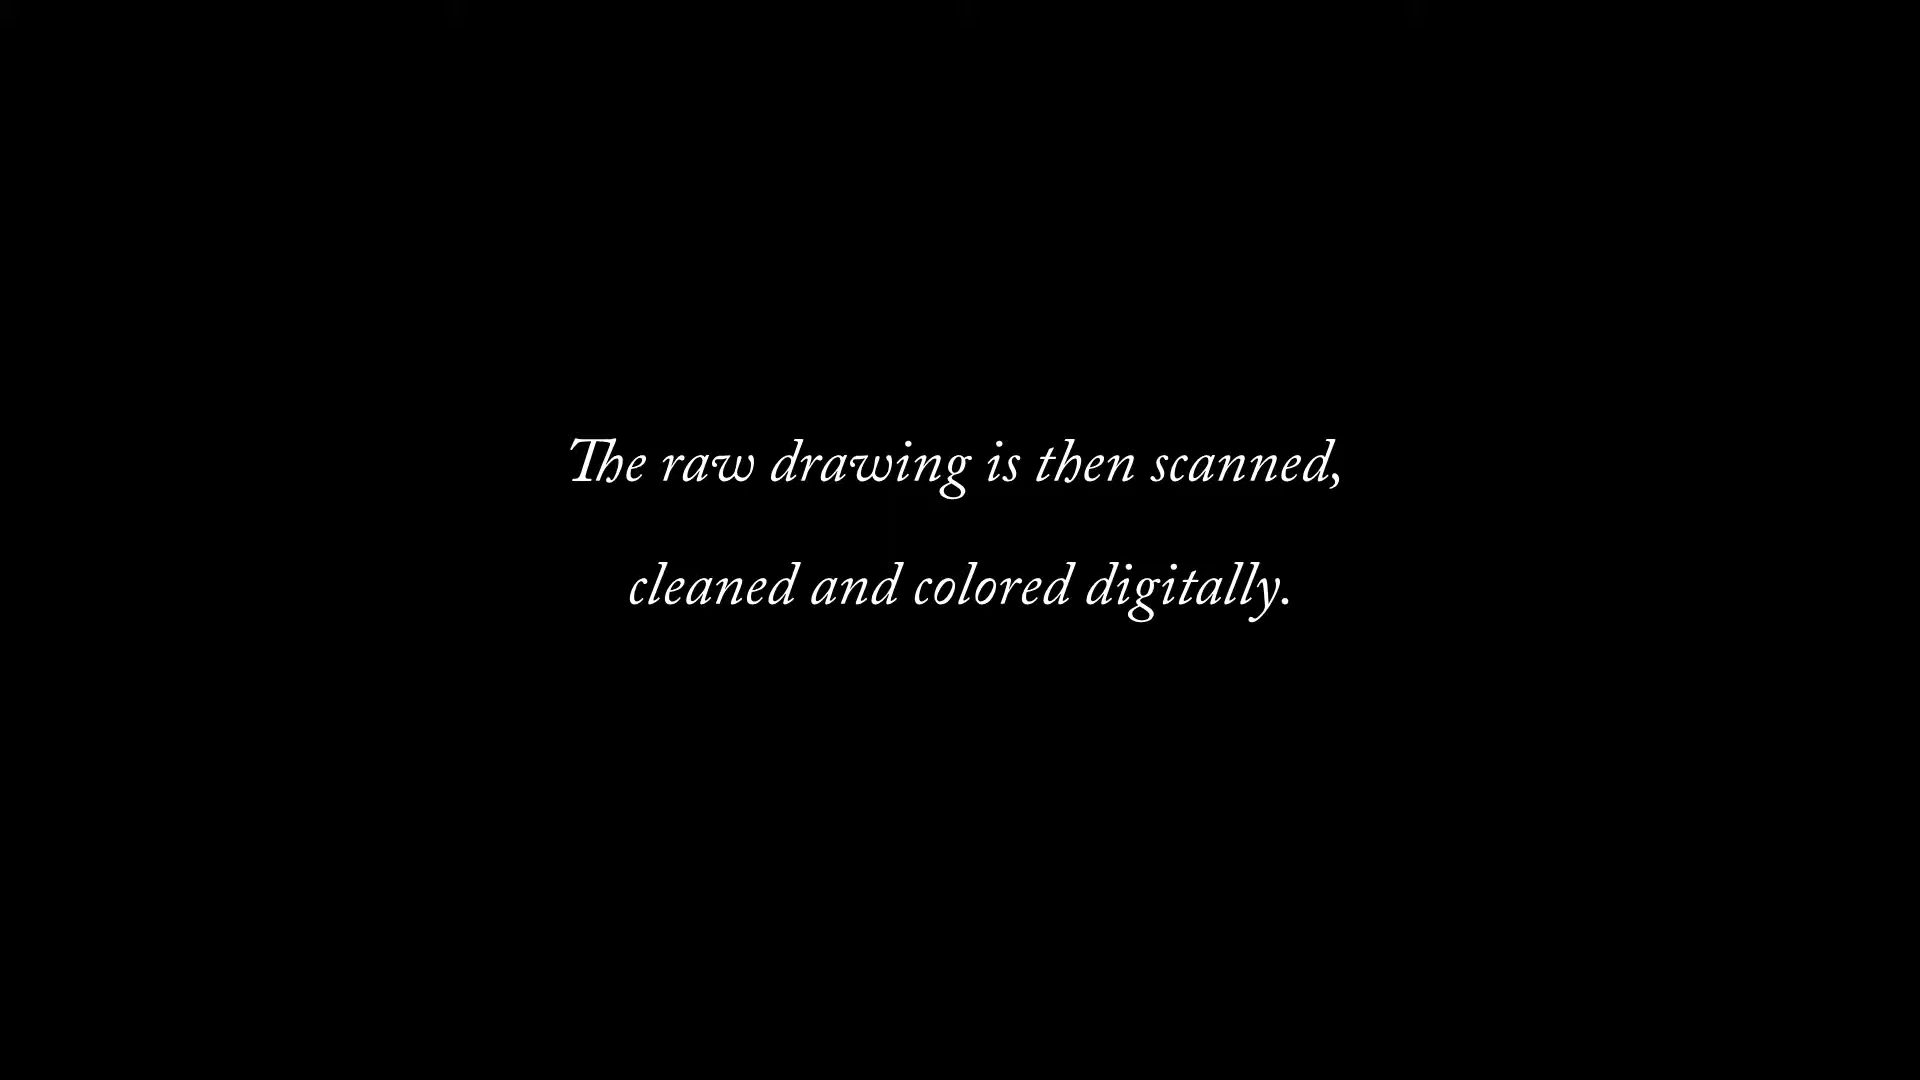 The raw drawing is then scanned,
cleaned and colored digitally.